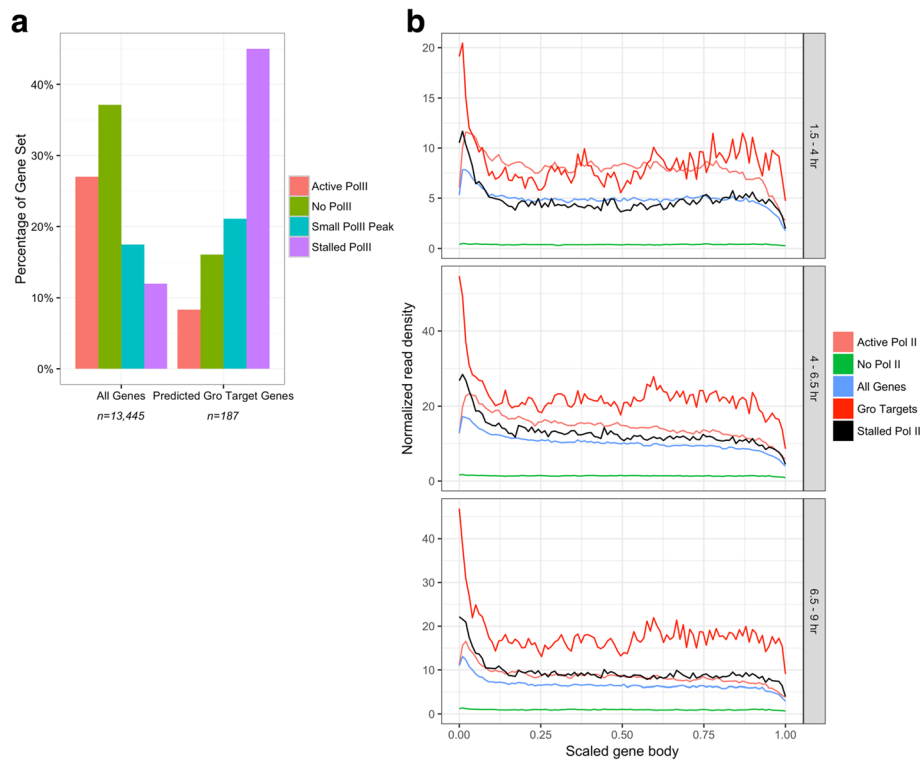 a
Percentage of Gene Set
40%
30%
20%
10%
0%
All Genes
Predicted Gro Target Genes
n=13,445
n=187
Active PolII
No PolII
Small PolII Peak
Stalled PolII
b
Normalized read density
20
15
10
5
0
1.5 - 4 hr
40
20
0
4 - 6.5 hr
40
30
20
10
0
6.5 - 9 hr
0.00
0.25
0.50
0.75
1.00
Scaled gene body
Active Pol II
No Pol II
All Genes
Gro Targets
Stalled Pol II